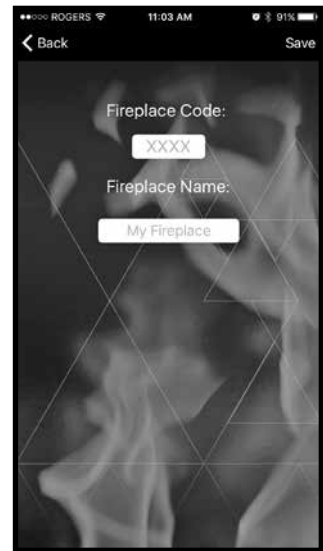 ROGERS 11:03 AM 91%
Back Save
Fireplace Code:
XXXX
Fireplace Name:
My Fireplace